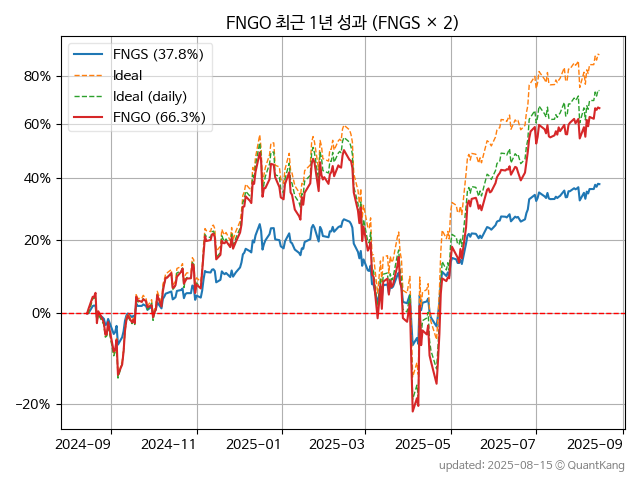 FNGO 최근 1년 성과 (FNGS × 2)
FNGS (37.8%)
Ideal
Ideal (daily)
FNGO (66.3%)
80%
60%
40%
20%
0%
−20%
2024−09
2024−11
2025−01
2025−03
2025−05
2025−07
2025−09
updated: 2025-08-15 © QuantKang